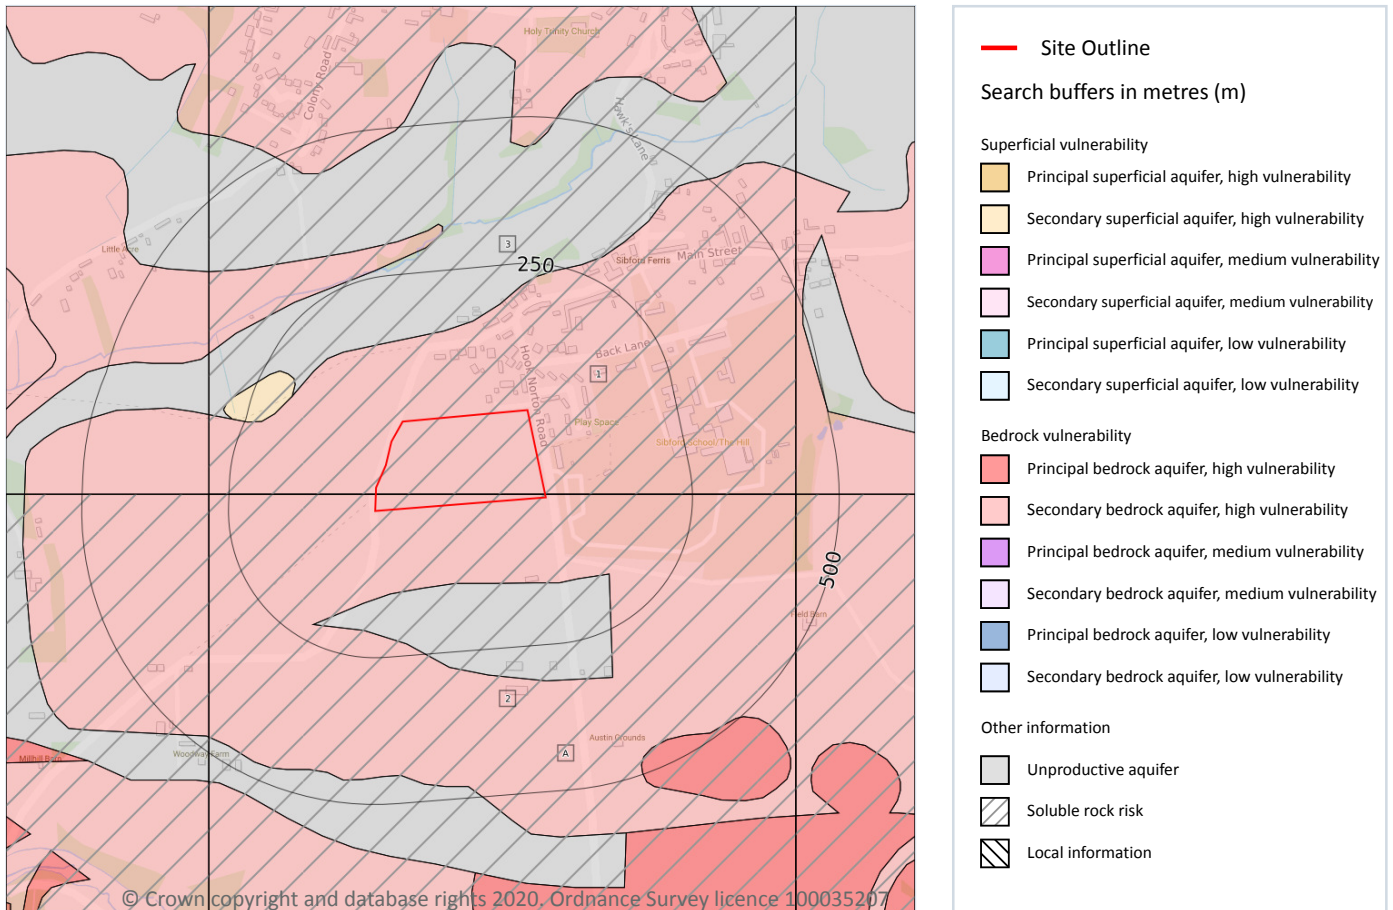 Holy Trinity Church
Colony Road
Hawk's Lane
Little Acre
3
250
Sibford Ferris
Main Street
Hook Norton Road
Back Lane
1
Play Space
Sibford School/The Hill
500
Field Barn
2
A
Austin Grounds
Woodway Farm
Millhill Barn
© Crown copyright and database rights 2020. Ordnance Survey licence 100035207
Site Outline
Search buffers in metres (m)
Superficial vulnerability
Principal superficial aquifer, high vulnerability
Secondary superficial aquifer, high vulnerability
Principal superficial aquifer, medium vulnerability
Secondary superficial aquifer, medium vulnerability
Principal superficial aquifer, low vulnerability
Secondary superficial aquifer, low vulnerability
Bedrock vulnerability
Principal bedrock aquifer, high vulnerability
Secondary bedrock aquifer, high vulnerability
Principal bedrock aquifer, medium vulnerability
Secondary bedrock aquifer, medium vulnerability
Principal bedrock aquifer, low vulnerability
Secondary bedrock aquifer, low vulnerability
Other information
Unproductive aquifer
Soluble rock risk
Local information